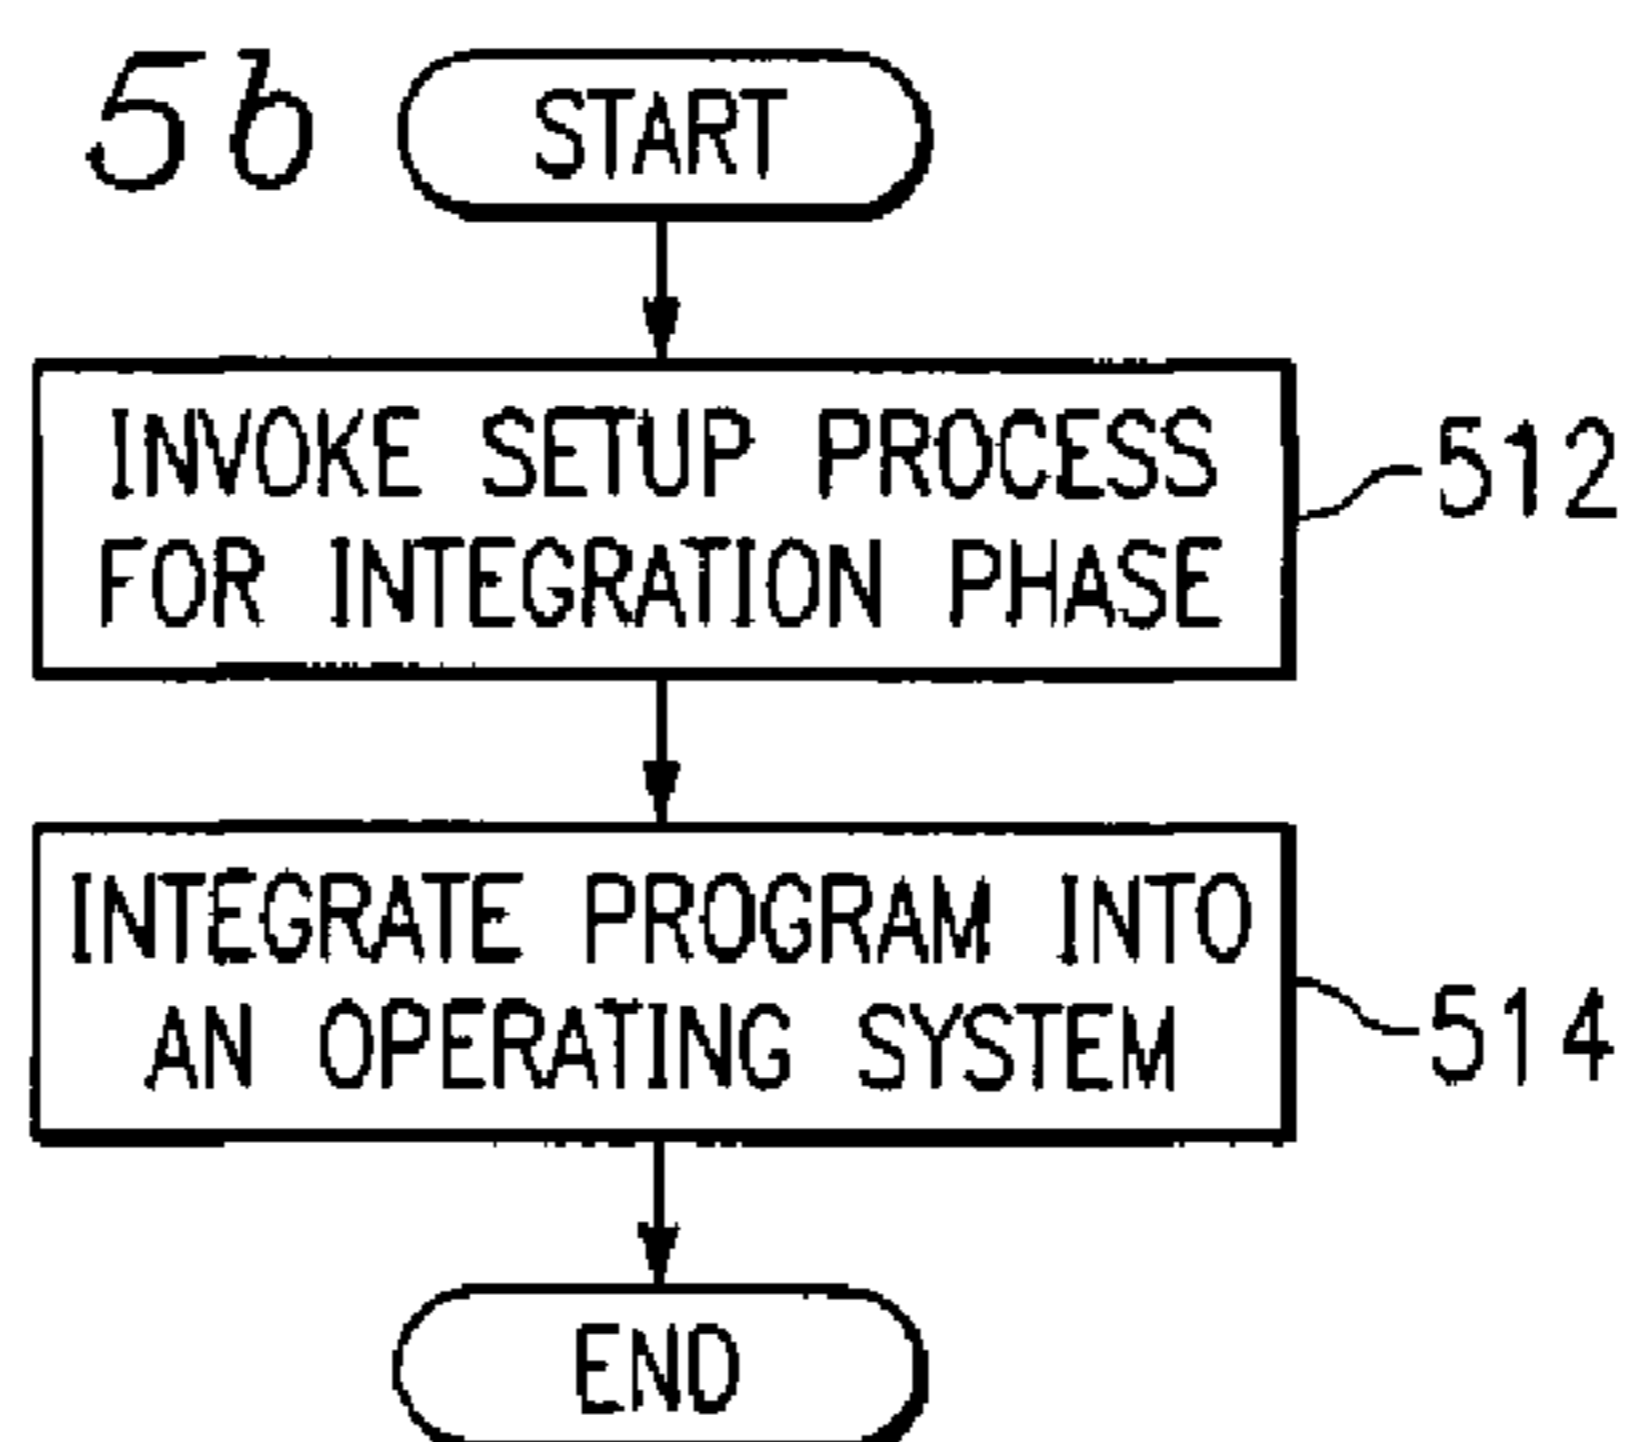 5b
START
INVOKE SETUP PROCESS
FOR INTEGRATION PHASE
512
INTEGRATE PROGRAM INTO
AN OPERATING SYSTEM
514
END